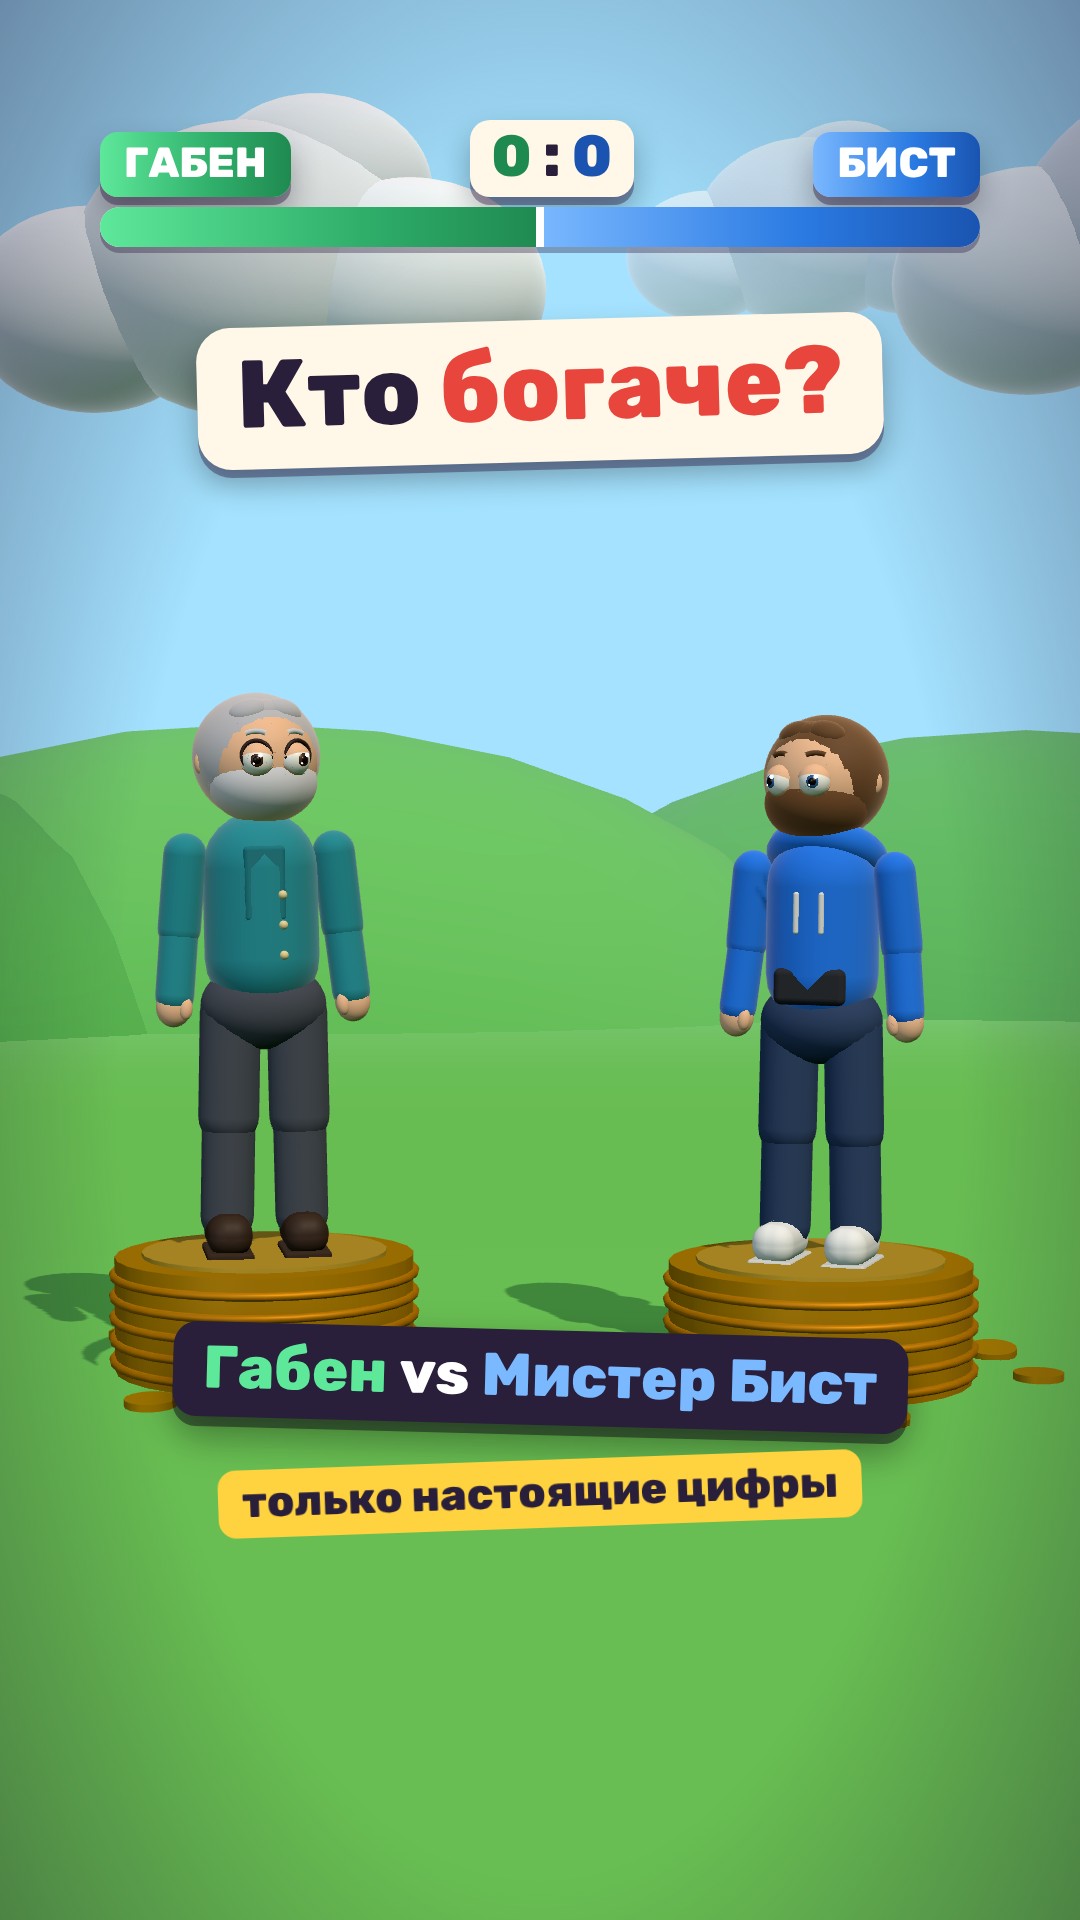 ГАБЕН
0:0
БИСТ
Кто богаче?
Габен vs Мистер Бист
только настоящие цифры